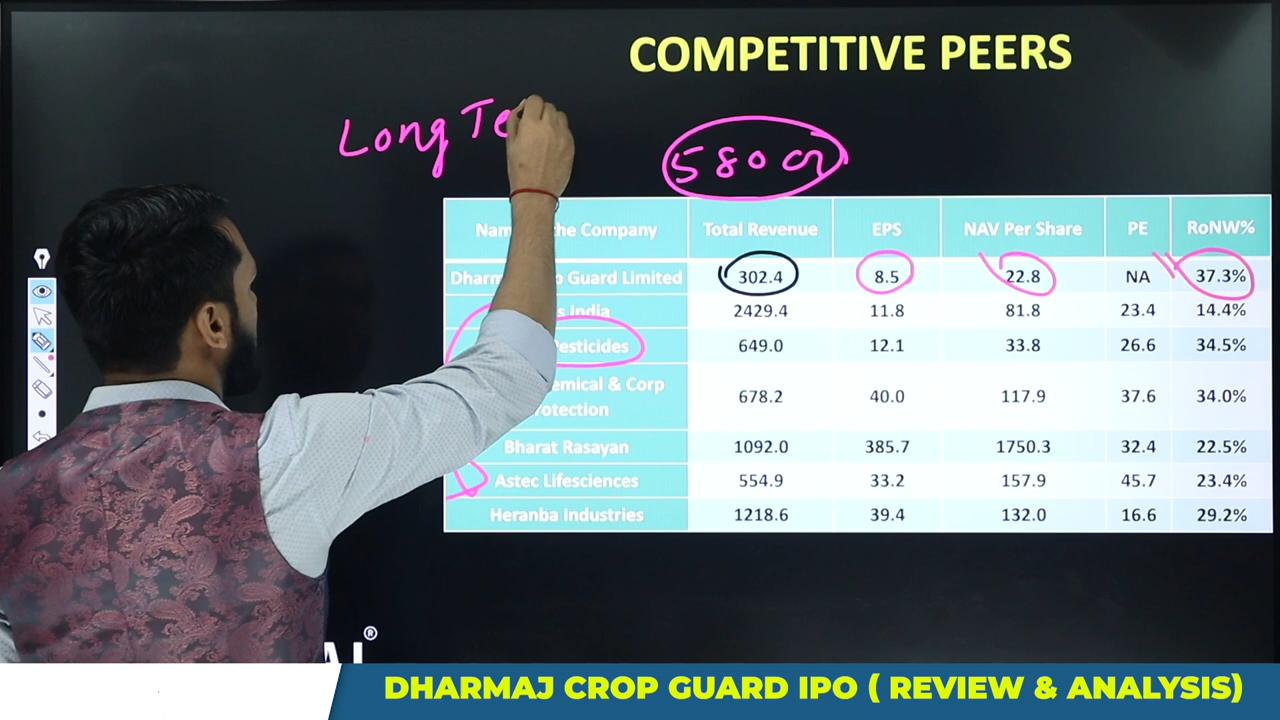 COMPETITIVE PEERS
Long Te
580 cr
Name the Company Total Revenue EPS NAV Per Share PE RoNW%
Dharm p Guard Limited 302.4 8.5 22.8 NA 37.3%
s India 2429.4 11.8 81.8 23.4 14.4%
Pesticides 649.0 12.1 33.8 26.6 34.5%
emical & Corp
rotection 678.2 40.0 117.9 37.6 34.0%
Bharat Rasayan 1092.0 385.7 1750.3 32.4 22.5%
Astec Lifesciences 554.9 33.2 157.9 45.7 23.4%
Heranba Industries 1218.6 39.4 132.0 16.6 29.2%
®
DHARMAJ CROP GUARD IPO ( REVIEW & ANALYSIS)